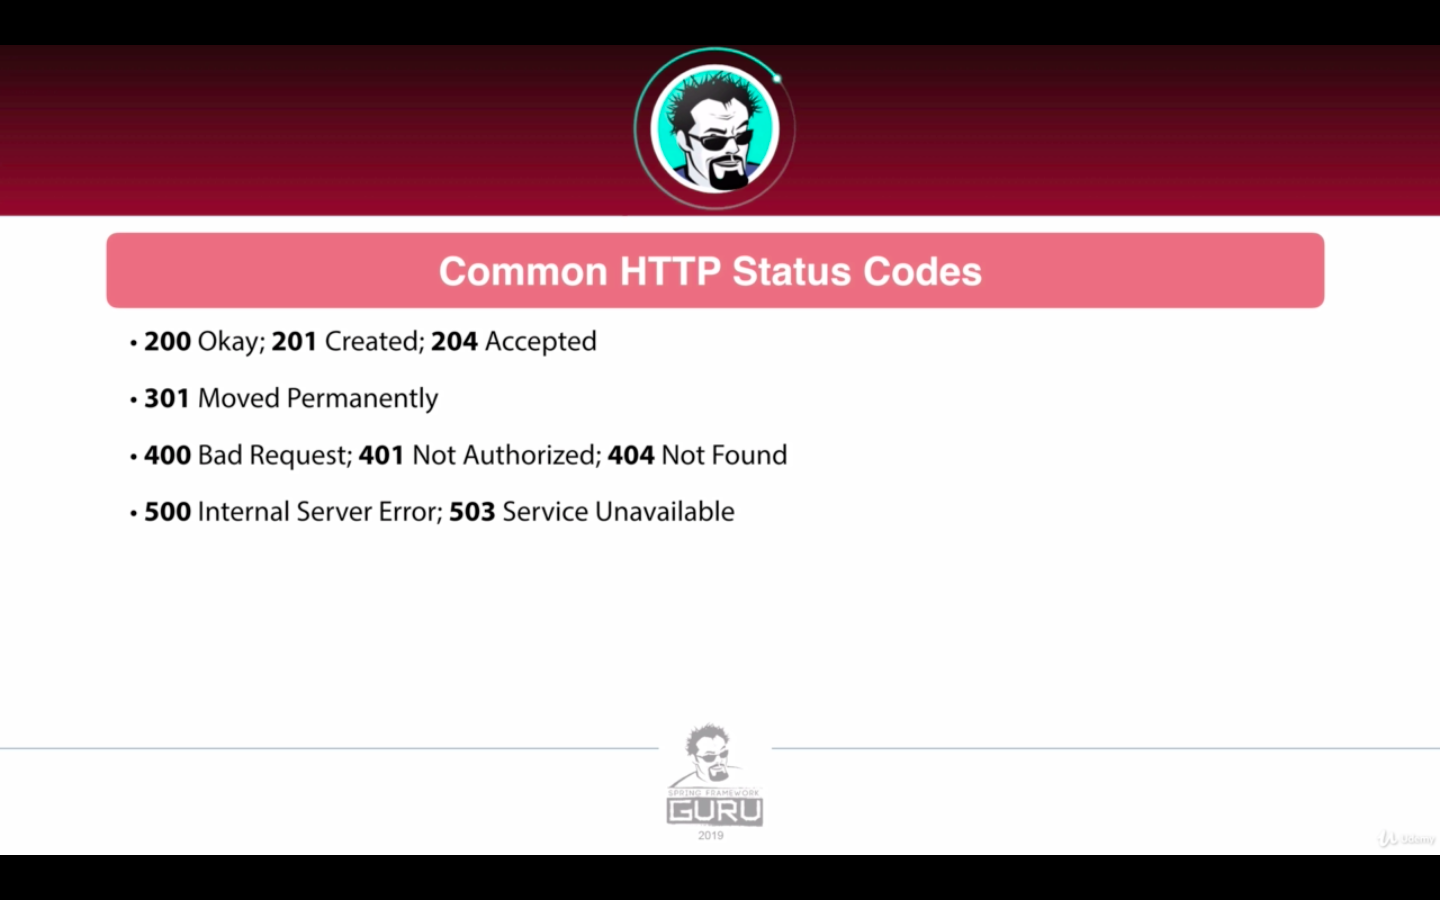 Common HTTP Status Codes
• 200 Okay; 201 Created; 204 Accepted
• 301 Moved Permanently
• 400 Bad Request; 401 Not Authorized; 404 Not Found
• 500 Internal Server Error; 503 Service Unavailable
SPRING FRAMEWORK
GURU
2019
Udemy